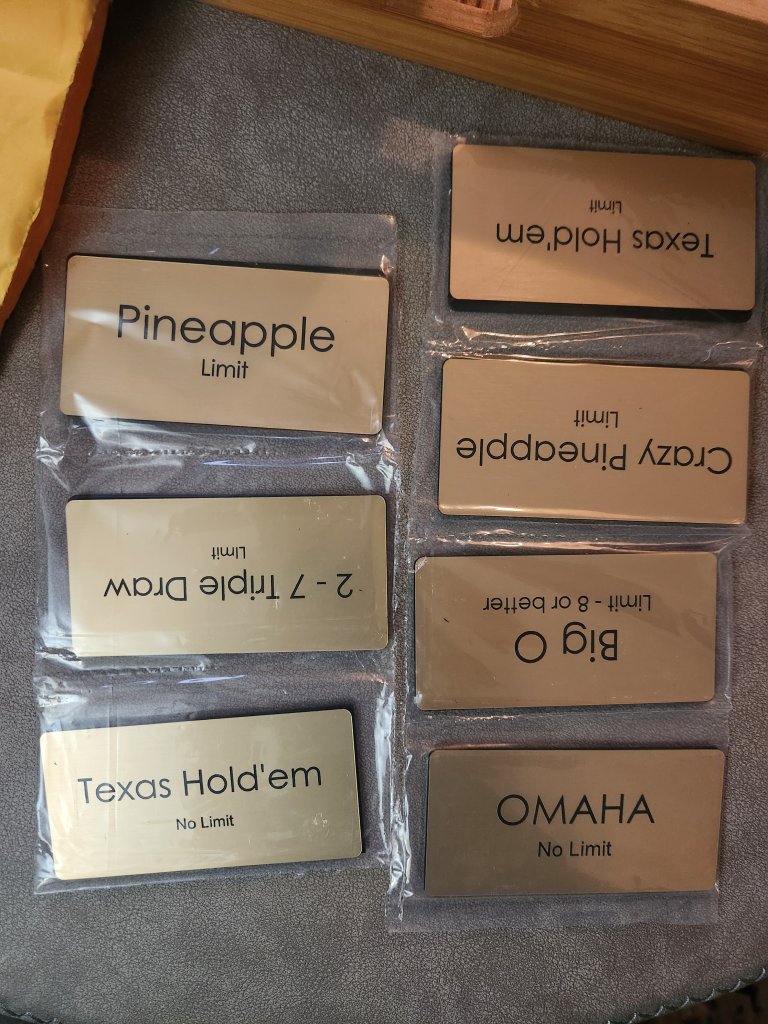 Pineapple
Limit
2 - 7 Triple Draw
Limit
Texas Hold'em
No Limit
Texas Hold'em
Limit
Crazy Pineapple
Limit
Big O
Limit - 8 or better
OMAHA
No Limit